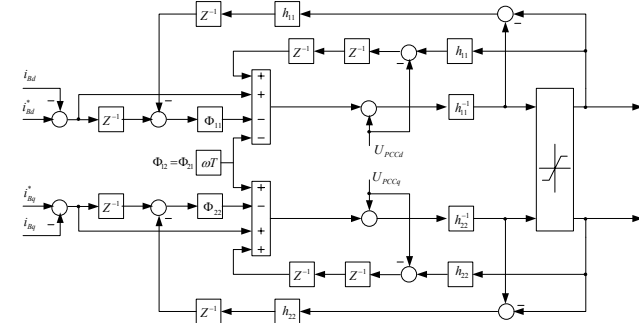 Z⁻¹ h₁₁ −
Z⁻¹ Z⁻¹ − h₁₁
i_Bd
−
i*_Bd Z⁻¹ − Φ₁₁ + + − − h₁₁⁻¹ −
U_PCCd
Φ₁₂ = Φ₂₁ ωT
U_PCCq
i*_Bq Z⁻¹ − Φ₂₂ + − + + h₂₂⁻¹
i_Bq −
Z⁻¹ Z⁻¹ − h₂₂
Z⁻¹ h₂₂ −